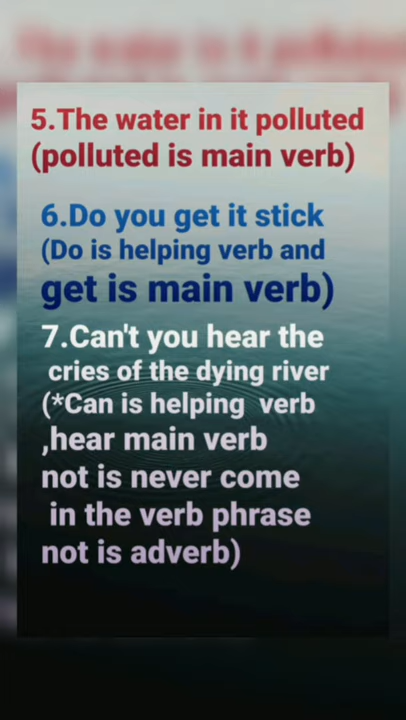 5.The water in it polluted
(polluted is main verb)
6.Do you get it stick
(Do is helping verb and
get is main verb)
7.Can't you hear the
cries of the dying river
(*Can is helping verb
,hear main verb
not is never come
in the verb phrase
not is adverb)